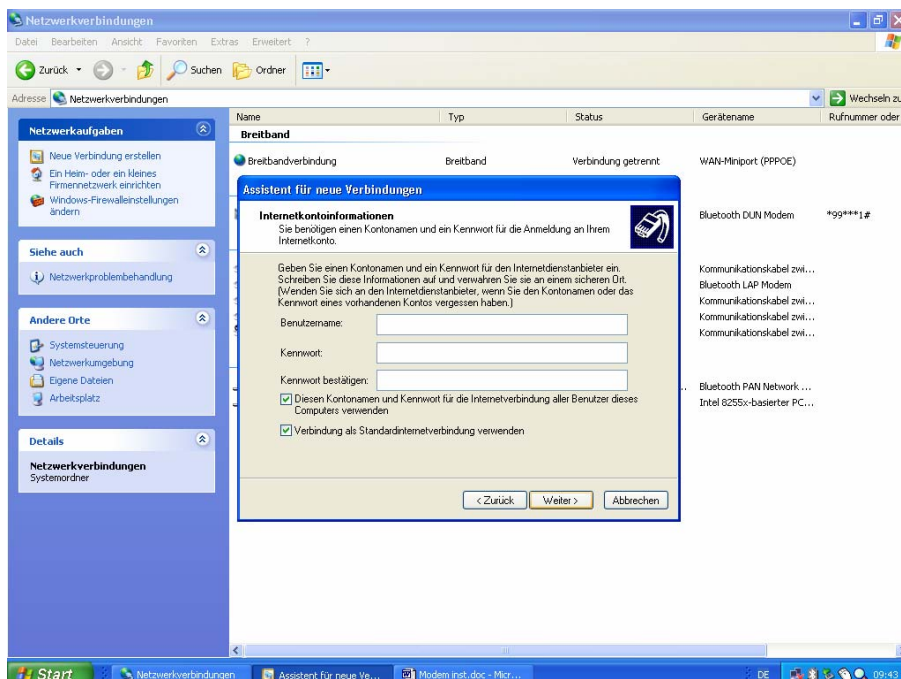 Netzwerkverbindungen
Datei Bearbeiten Ansicht Favoriten Extras Erweitert ?
Zurück Suchen Ordner
Adresse Netzwerkverbindungen Wechseln zu
Name Typ Status Gerätename Rufnummer oder
Netzwerkaufgaben
Neue Verbindung erstellen
Ein Heim- oder ein kleines
Firmennetzwerk einrichten
Windows-Firewalleinstellungen
ändern
Siehe auch
Netzwerkproblembehandlung
Andere Orte
Systemsteuerung
Netzwerkumgebung
Eigene Dateien
Arbeitsplatz
Details
Netzwerkverbindungen
Systemordner
Breitband
Breitbandverbindung Breitband Verbindung getrennt WAN-Miniport (PPPOE)
Bluetooth DUN Modem *99***1#
Kommunikationskabel zwi...
Bluetooth LAP Modem
Kommunikationskabel zwi...
Kommunikationskabel zwi...
Kommunikationskabel zwi...
Bluetooth PAN Network ...
Intel 8255x-basierter PC...
Assistent für neue Verbindungen
Internetkontoinformationen
Sie benötigen einen Kontonamen und ein Kennwort für die Anmeldung an Ihrem
Internetkonto.
Geben Sie einen Kontonamen und ein Kennwort für den Internetdienstanbieter ein.
Schreiben Sie diese Informationen auf und verwahren Sie sie an einem sicheren Ort.
(Wenden Sie sich an den Internetdienstanbieter, wenn Sie den Kontonamen oder das
Kennwort eines vorhandenen Kontos vergessen haben.)
Benutzername:
Kennwort:
Kennwort bestätigen:
Diesen Kontonamen und Kennwort für die Internetverbindung aller Benutzer dieses
Computers verwenden
Verbindung als Standardinternetverbindung verwenden
< Zurück Weiter > Abbrechen
Start Netzwerkverbindungen Assistent für neue Ve... Modem inst.doc - Micr... DE 09:43